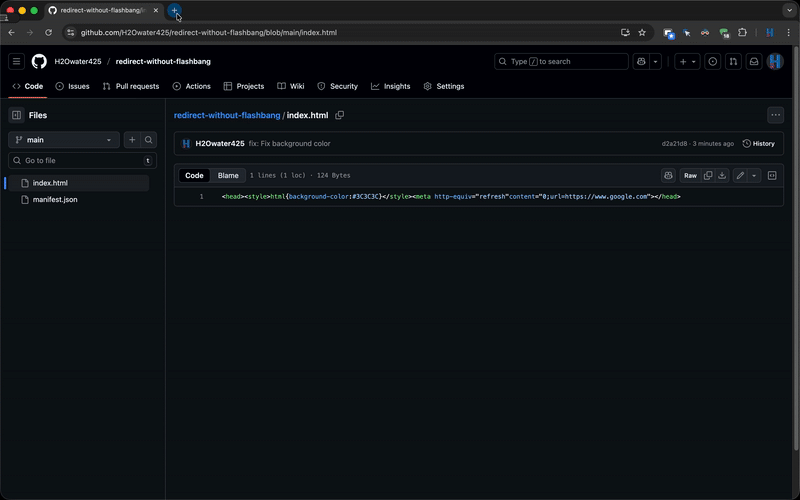 redirect-without-flashbang/in
github.com/H2Owater425/redirect-without-flashbang/blob/main/index.html
H2Owater425 / redirect-without-flashbang
Type / to search
Code Issues Pull requests Actions Projects Wiki Security Insights Settings
Files
redirect-without-flashbang / index.html
main
H2Owater425 fix: Fix background color d2a21d8 · 3 minutes ago History
Go to file t
Code Blame 1 lines (1 loc) · 124 Bytes Raw
index.html
1 <head><style>html{background-color:#3C3C3C}</style><meta http-equiv="refresh"content="0;url=https://www.google.com"></head>
manifest.json